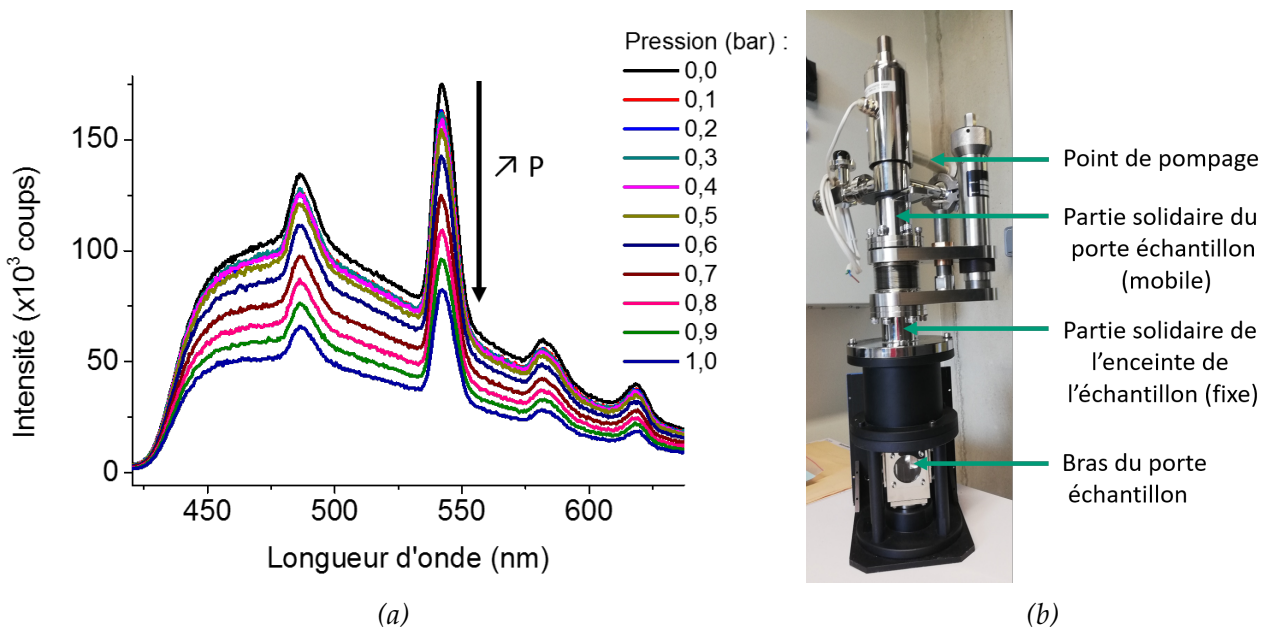 Pression (bar) :
0,0
0,1
0,2
0,3
0,4
0,5
0,6
0,7
0,8
0,9
1,0
↗ P
Intensité (x10³ coups)
150
100
50
0
450
500
550
600
Longueur d'onde (nm)
(a)
Point de pompage
Partie solidaire du
porte échantillon
(mobile)
Partie solidaire de
l'enceinte de
l'échantillon (fixe)
Bras du porte
échantillon
(b)